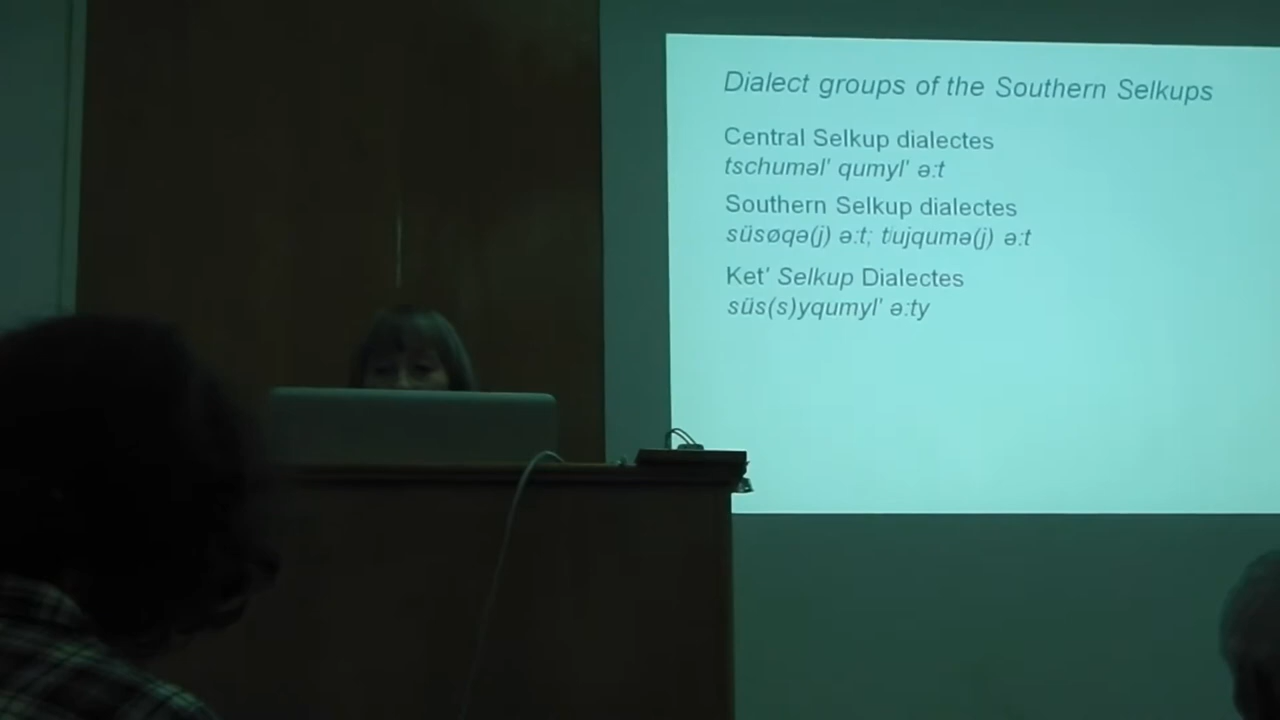 Dialect groups of the Southern Selkups
Central Selkup dialectes
tschuməl' qumyl' ə:t
Southern Selkup dialectes
süsøqə(j) ə:t; qumə(j) ə:t
Ket' Selkup Dialectes
süs(s)yqumyl' ə:ty